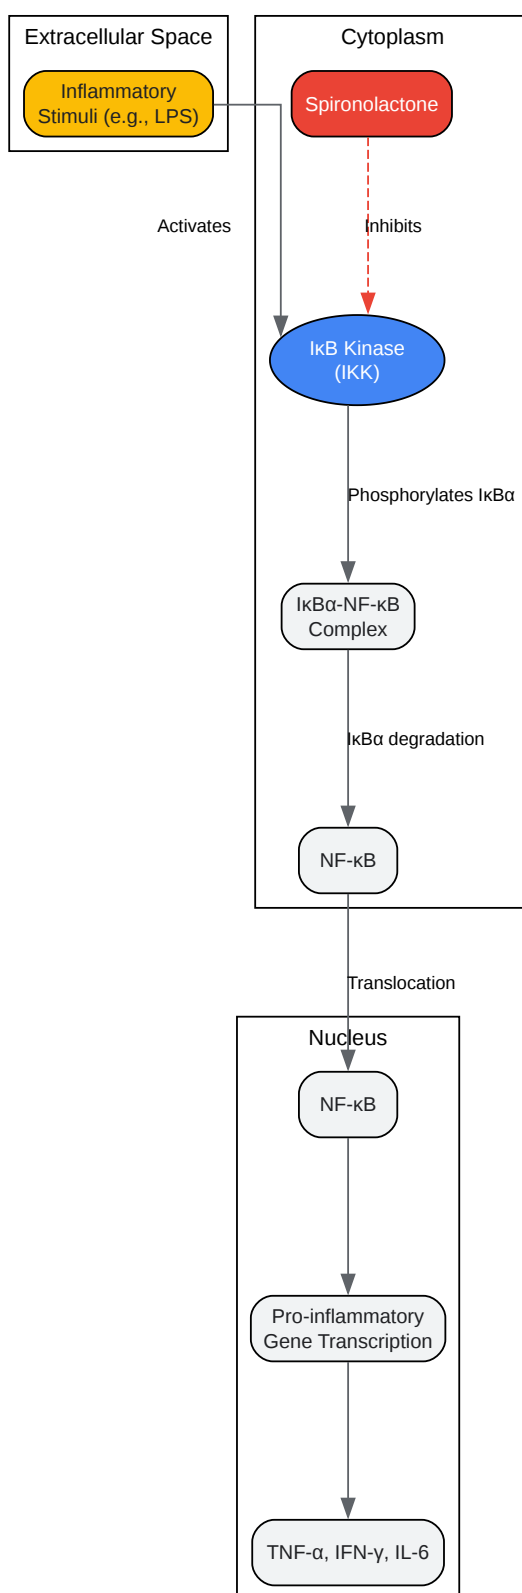 Extracellular Space
Cytoplasm
Inflammatory
Stimuli (e.g., LPS)
Spironolactone
Activates
Inhibits
IκB Kinase
(IKK)
Phosphorylates IκBα
IκBα-NF-κB
Complex
IκBα degradation
NF-κB
Translocation
Nucleus
NF-κB
Pro-inflammatory
Gene Transcription
TNF-α, IFN-γ, IL-6